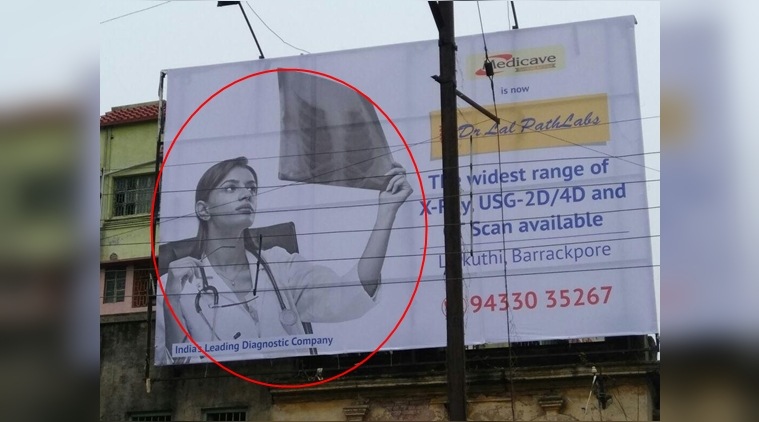 Medicave
is now
Dr Lal PathLabs
The widest range of
X-Ray, USG-2D/4D and
Scan available
Barrackpore
94330 35267
India's Leading Diagnostic Company